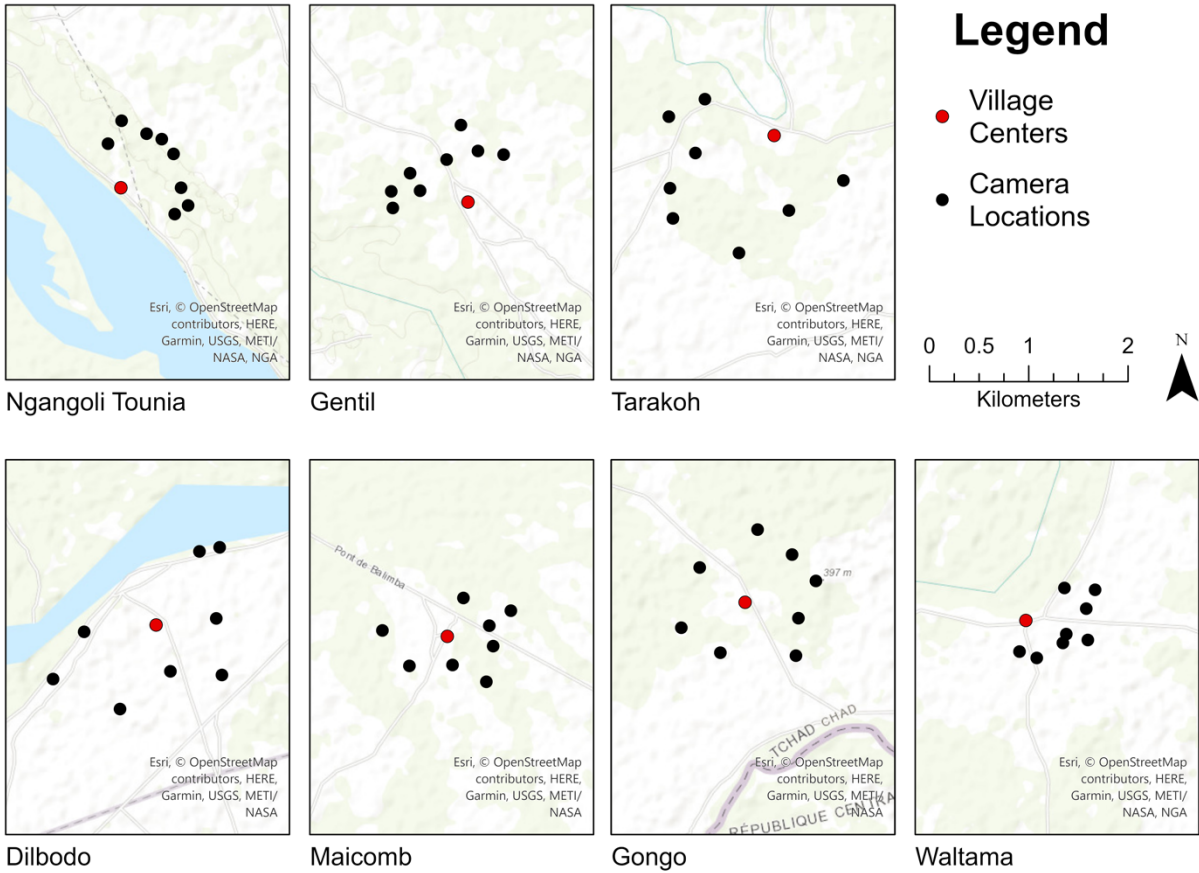 Legend
Village
Centers
Camera
Locations
0 0.5 1 2
Kilometers
N
Esri, © OpenStreetMap
contributors, HERE,
Garmin, USGS, METI/
NASA, NGA
Ngangoli Tounia
Esri, © OpenStreetMap
contributors, HERE,
Garmin, USGS, METI/
NASA, NGA
Gentil
Esri, © OpenStreetMap
contributors, HERE,
Garmin, USGS, METI/
NASA, NGA
Tarakoh
Esri, © OpenStreetMap
contributors, HERE,
Garmin, USGS, METI/
NASA
Dilbodo
Pont de Balimba
Esri, © OpenStreetMap
contributors, HERE,
Garmin, USGS, METI/
NASA
Maicomb
397 m
TCHAD CHAD
Esri, © OpenStreetMap
contributors, HERE,
Garmin, USGS, METI/
NASA
RÉPUBLIQUE CENTRA
Gongo
Esri, © OpenStreetMap
contributors, HERE,
Garmin, USGS, METI/
NASA, NGA
Waltama